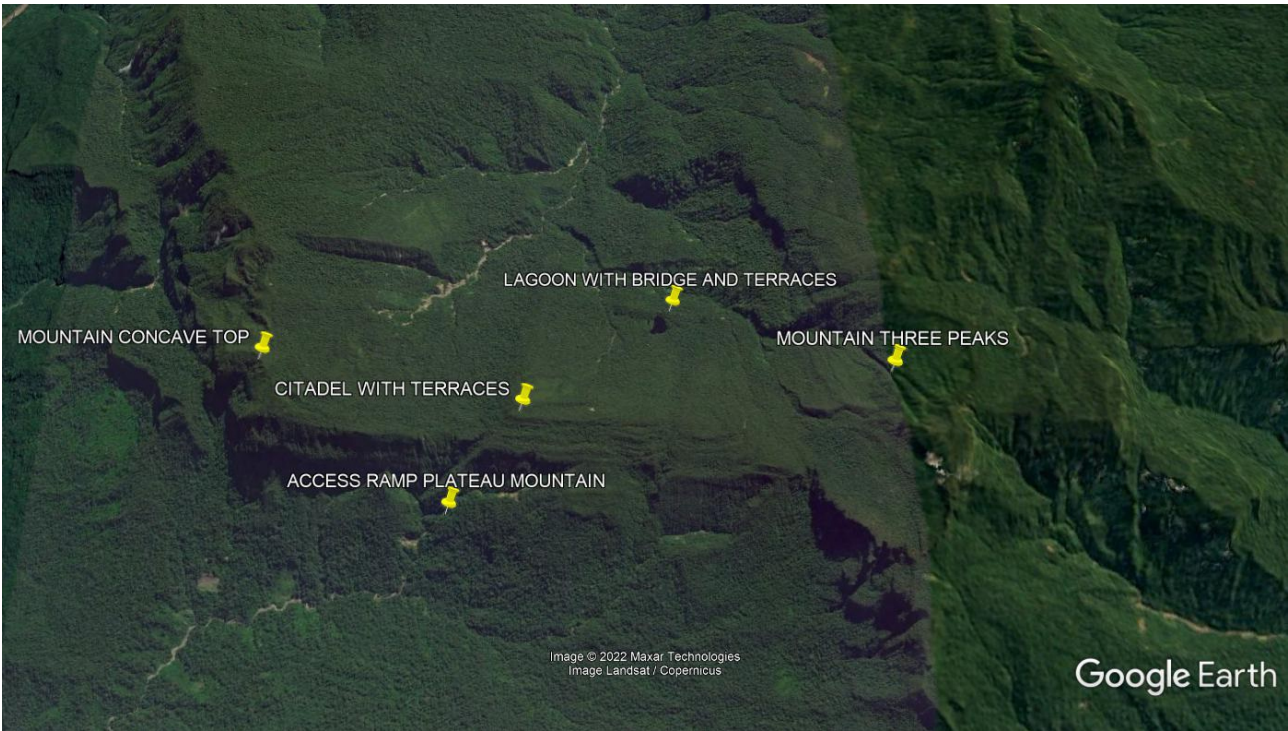 LAGOON WITH BRIDGE AND TERRACES
MOUNTAIN CONCAVE TOP
MOUNTAIN THREE PEAKS
CITADEL WITH TERRACES
ACCESS RAMP PLATEAU MOUNTAIN
Image © 2022 Maxar Technologies
Image Landsat / Copernicus
Google Earth